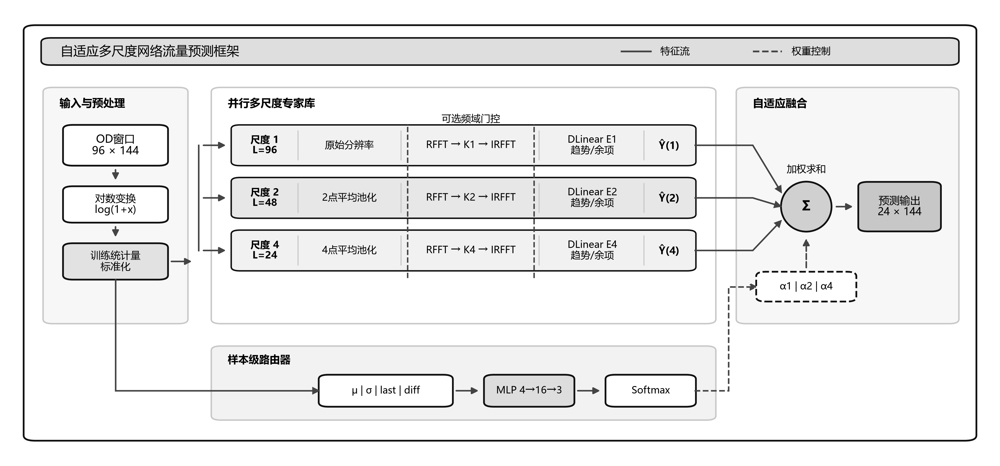 自适应多尺度网络流量预测框架
特征流
权重控制
输入与预处理
OD窗口
96 × 144
对数变换
log(1+x)
训练统计量
标准化
并行多尺度专家库
可选频域门控
尺度 1
L=96
原始分辨率
RFFT → K1 → IRFFT
DLinear E1
趋势/余项
Ŷ(1)
尺度 2
L=48
2点平均池化
RFFT → K2 → IRFFT
DLinear E2
趋势/余项
Ŷ(2)
尺度 4
L=24
4点平均池化
RFFT → K4 → IRFFT
DLinear E4
趋势/余项
Ŷ(4)
自适应融合
加权求和
Σ
预测输出
24 × 144
α1 | α2 | α4
样本级路由器
μ | σ | last | diff
MLP 4→16→3
Softmax